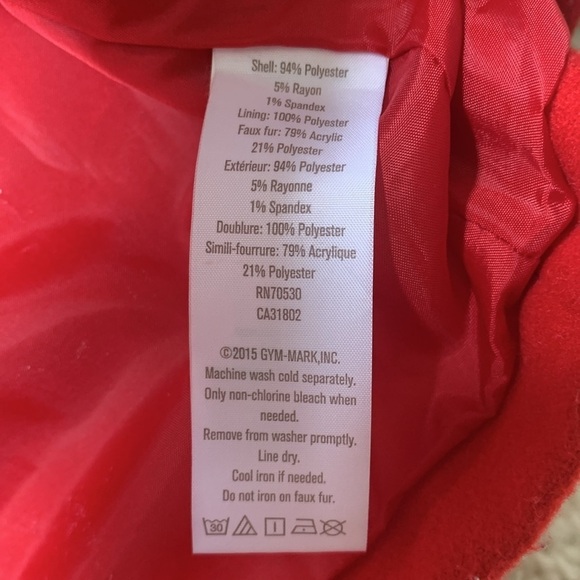 Shell: 94% Polyester
5% Rayon
1% Spandex
Lining: 100% Polyester
Faux fur: 79% Acrylic
21% Polyester
Extérieur: 94% Polyester
5% Rayonne
1% Spandex
Doublure: 100% Polyester
Simili-fourrure: 79% Acrylique
21% Polyester
RN70530
CA31802
©2015 GYM-MARK,INC.
Machine wash cold separately.
Only non-chlorine bleach when
needed.
Remove from washer promptly.
Line dry.
Cool iron if needed.
Do not iron on faux fur.
30